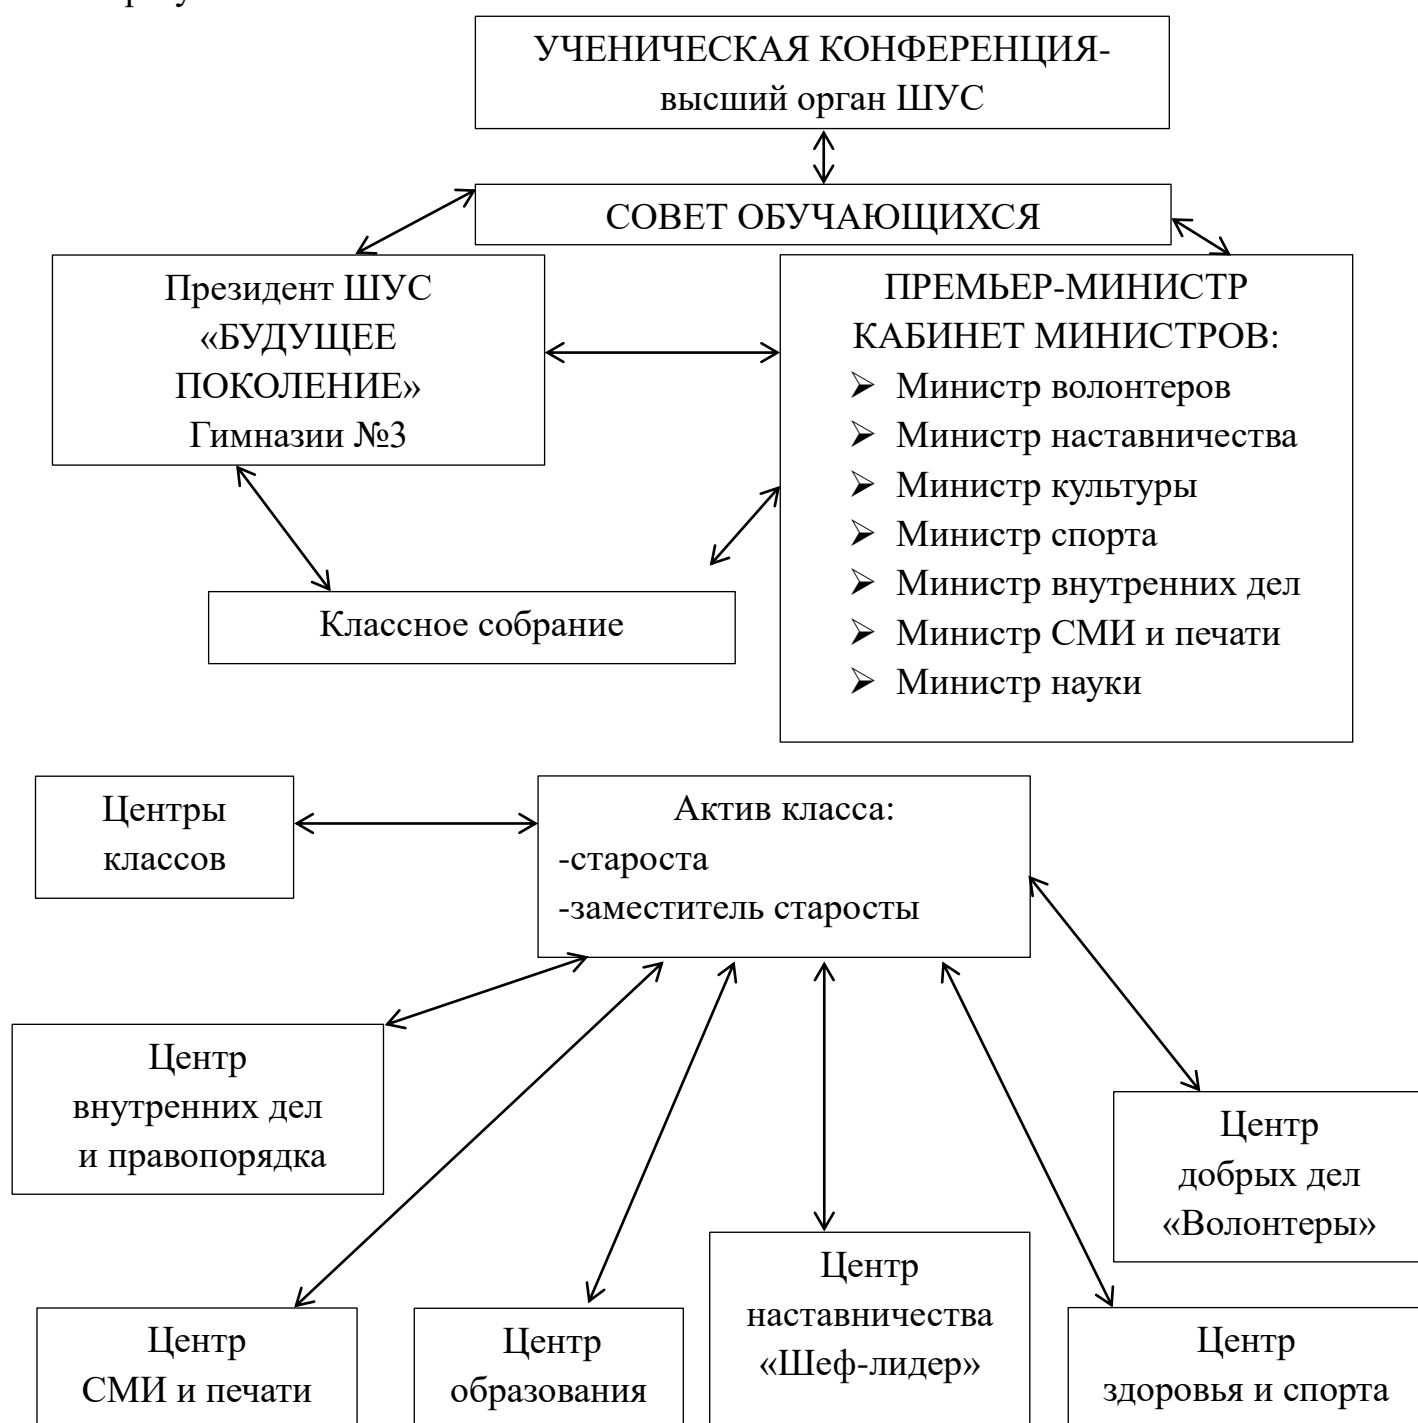 УЧЕНИЧЕСКАЯ КОНФЕРЕНЦИЯ-
высший орган ШУС
СОВЕТ ОБУЧАЮЩИХСЯ
Президент ШУС
«БУДУЩЕЕ
ПОКОЛЕНИЕ»
Гимназии №3
ПРЕМЬЕР-МИНИСТР
КАБИНЕТ МИНИСТРОВ:
➢ Министр волонтеров
➢ Министр наставничества
➢ Министр культуры
➢ Министр спорта
➢ Министр внутренних дел
➢ Министр СМИ и печати
➢ Министр науки
Классное собрание
Центры
классов
Актив класса:
-староста
-заместитель старосты
Центр
внутренних дел
и правопорядка
Центр
добрых дел
«Волонтеры»
Центр
СМИ и печати
Центр
образования
Центр
наставничества
«Шеф-лидер»
Центр
здоровья и спорта